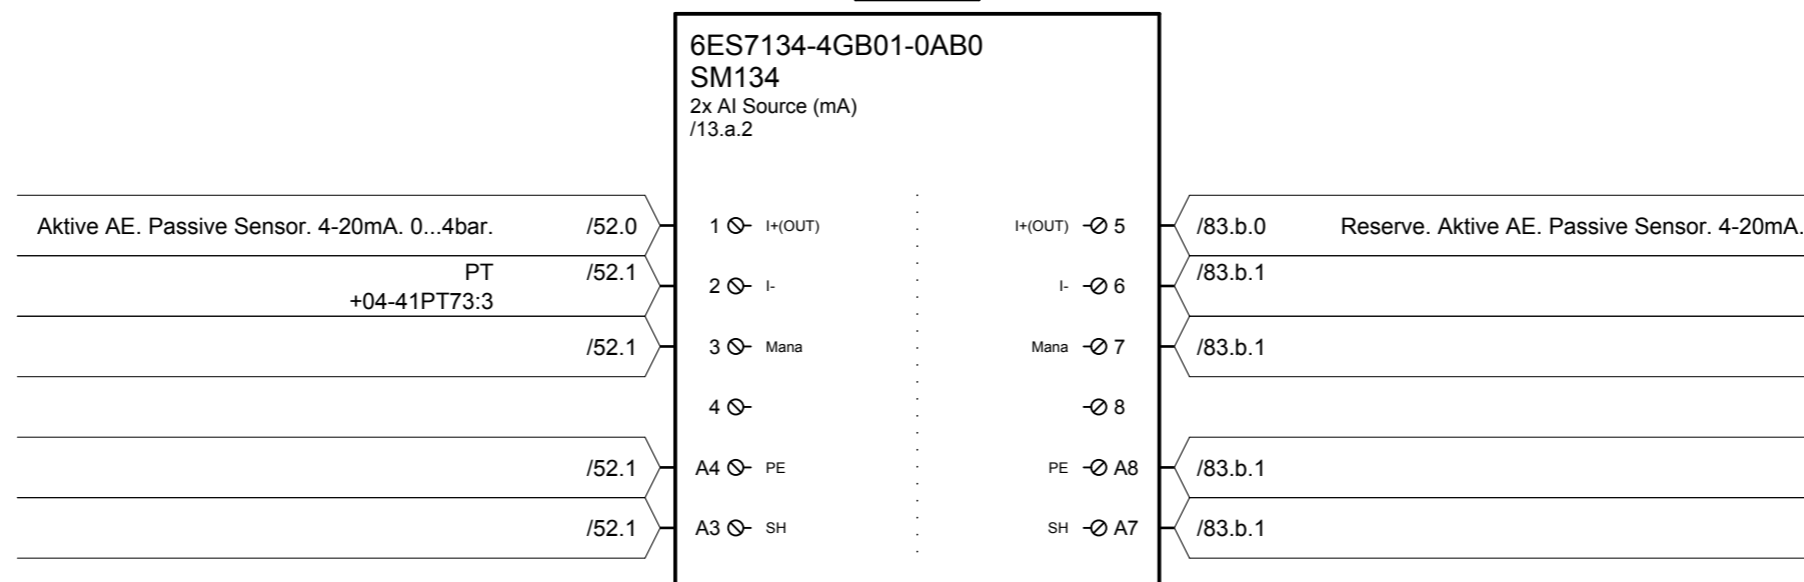 6ES7134-4GB01-0AB0
SM134
2x AI Source (mA)
/13.a.2
Aktive AE. Passive Sensor. 4-20mA. 0...4bar. /52.0 1 I+(OUT) I+(OUT) 5 /83.b.0 Reserve. Aktive AE. Passive Sensor. 4-20mA.
PT /52.1 2 I- I- 6 /83.b.1
+04-41PT73:3
/52.1 3 Mana Mana 7 /83.b.1
4 8
/52.1 A4 PE PE A8 /83.b.1
/52.1 A3 SH SH A7 /83.b.1